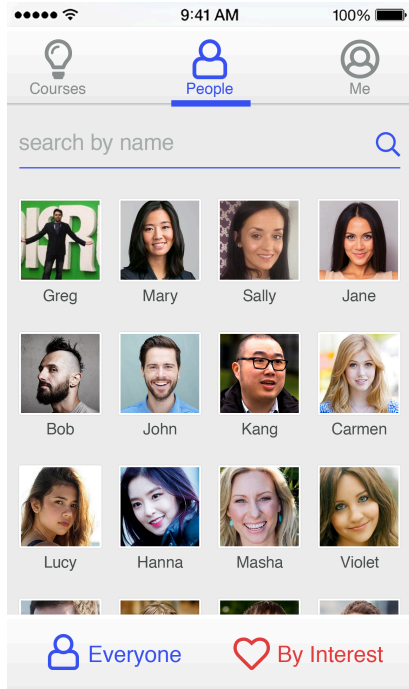 9:41 AM 100%
Courses People Me
search by name
Greg Mary Sally Jane
Bob John Kang Carmen
Lucy Hanna Masha Violet
Everyone By Interest